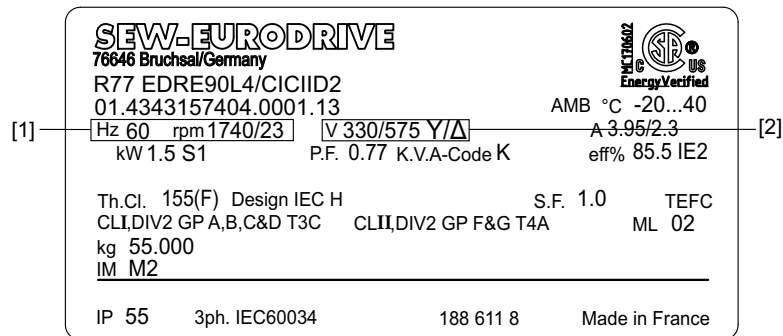 SEW-EURODRIVE
76646 Bruchsal/Germany
MC170602
C US
EnergyVerified
R77 EDRE90L4/CICIID2
01.4343157404.0001.13 AMB °C -20...40
[1] Hz 60 rpm 1740/23 V 330/575 Y/Δ A 3.95/2.3 [2]
kW 1.5 S1 P.F. 0.77 K.V.A-Code K eff% 85.5 IE2
Th.Cl. 155(F) Design IEC H S.F. 1.0 TEFC
CLI,DIV2 GP A,B,C&D T3C CLII,DIV2 GP F&G T4A ML 02
kg 55.000
IM M2
IP 55 3ph. IEC60034 188 611 8 Made in France